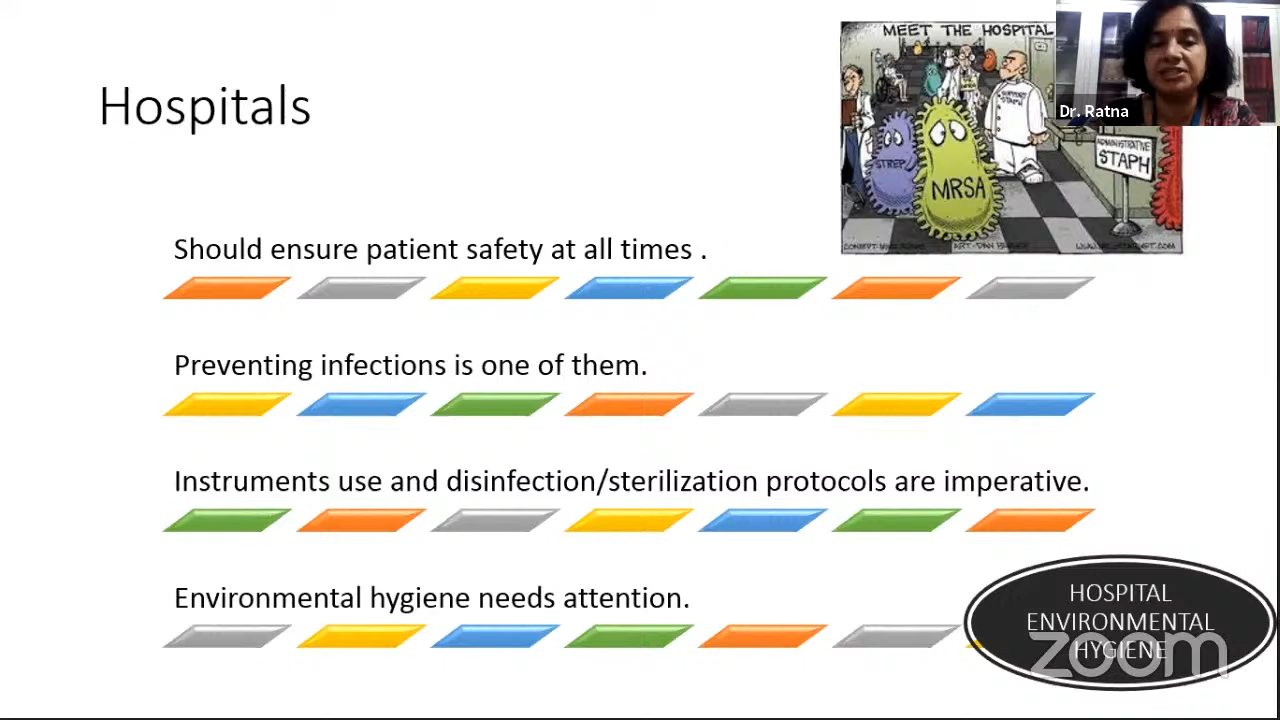 Hospitals
MEET THE HOSPITAL
Dr. Ratna
SUPPORT
STAPH
STREP
MRSA
ADMINISTRATIVE
STAPH
Should ensure patient safety at all times .
Preventing infections is one of them.
Instruments use and disinfection/sterilization protocols are imperative.
Environmental hygiene needs attention.
HOSPITAL
ENVIRONMENTAL
HYGIENE
zoom